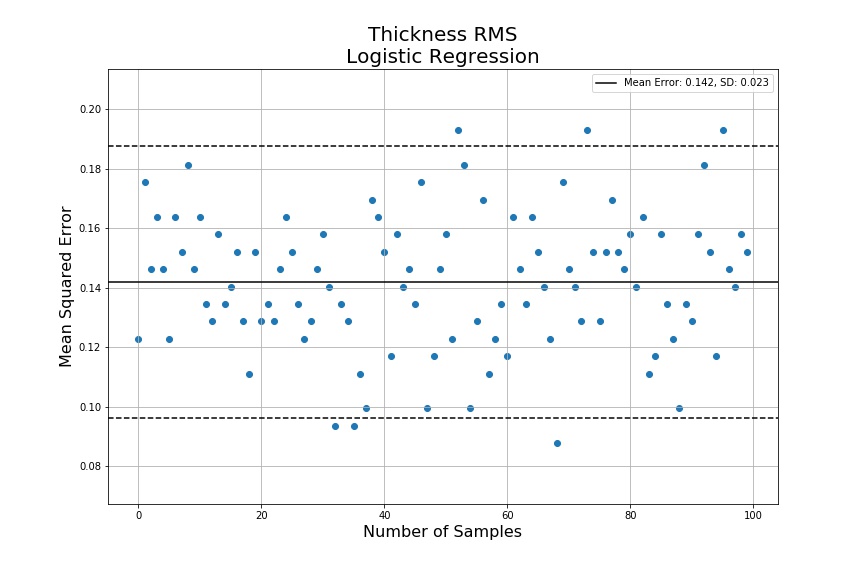 Thickness RMS
Logistic Regression
Mean Error: 0.142, SD: 0.023
Mean Squared Error
0.20
0.18
0.16
0.14
0.12
0.10
0.08
0
20
40
60
80
100
Number of Samples